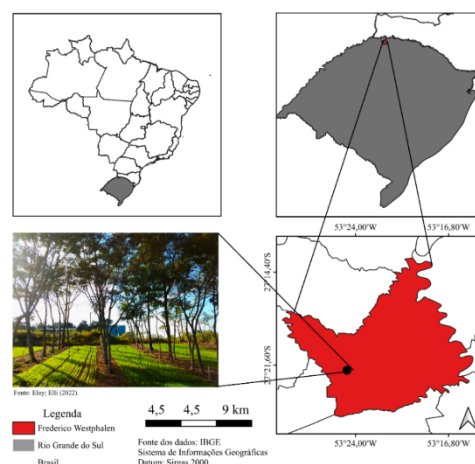 53°24,00'W
53°16,80'W
27°14,40'S
27°21,60'S
53°24,00'W
53°16,80'W
Fonte: Eloy; Elli (2022).
Legenda
Frederico Westphalen
Rio Grande do Sul
Brasil
4,5 4,5 9 km
Fonte dos dados: IBGE
Sistema de Informações Geográficas
Datum: Sirgas 2000